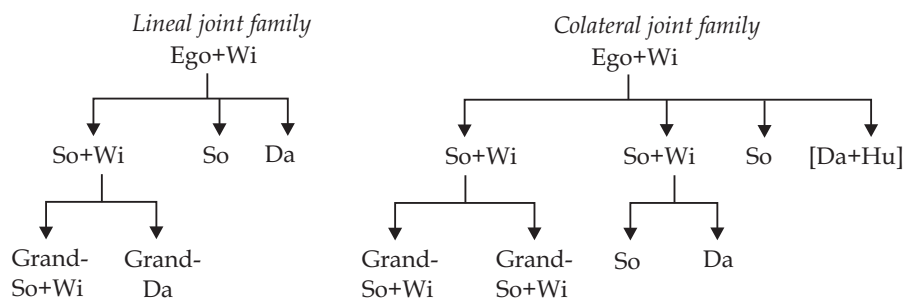 Lineal joint family
Ego+Wi
So+Wi So Da
Grand-
So+Wi
Grand-
Da
Colateral joint family
Ego+Wi
So+Wi So+Wi So [Da+Hu]
Grand-
So+Wi
Grand-
So+Wi
So Da